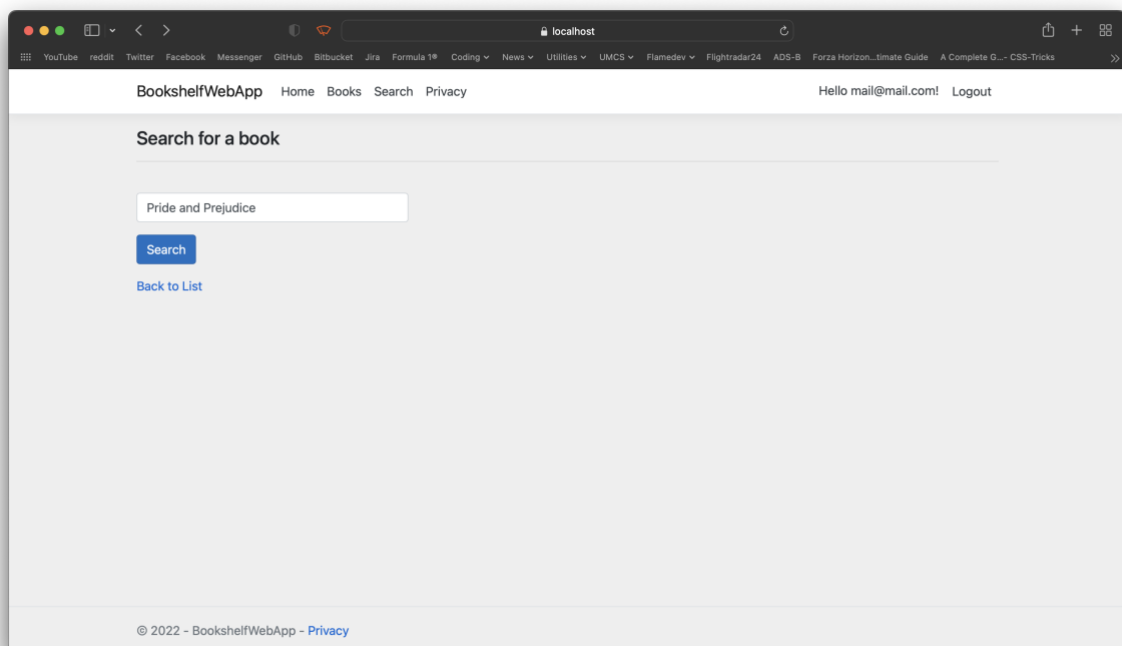 localhost
YouTube reddit Twitter Facebook Messenger GitHub Bitbucket Jira Formula 1® Coding News Utilities UMCS Flamedev Flightradar24 ADS-B Forza Horizon...timate Guide A Complete G...- CSS-Tricks
BookshelfWebApp Home Books Search Privacy Hello mail@mail.com! Logout
Search for a book
Pride and Prejudice
Search
Back to List
© 2022 - BookshelfWebApp - Privacy